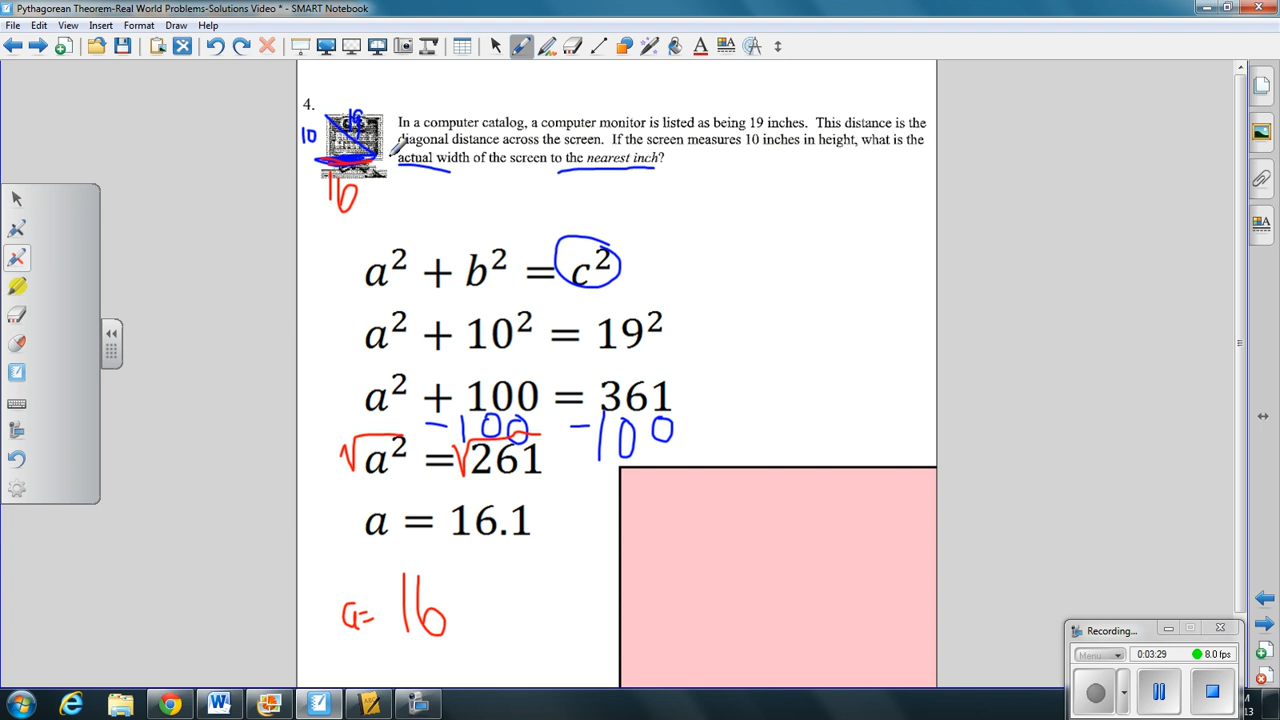 Pythagorean Theorem-Real World Problems-Solutions Video * - SMART Notebook
File Edit View Insert Format Draw Help
4.
In a computer catalog, a computer monitor is listed as being 19 inches. This distance is the
diagonal distance across the screen. If the screen measures 10 inches in height, what is the
actual width of the screen to the nearest inch?
19
10
16
a² + b² = c²
a² + 10² = 19²
a² + 100 = 361
-100 -100
√a² = √261
a = 16.1
a = 16
Recording...
Menu 0:03:29 8.0 fps